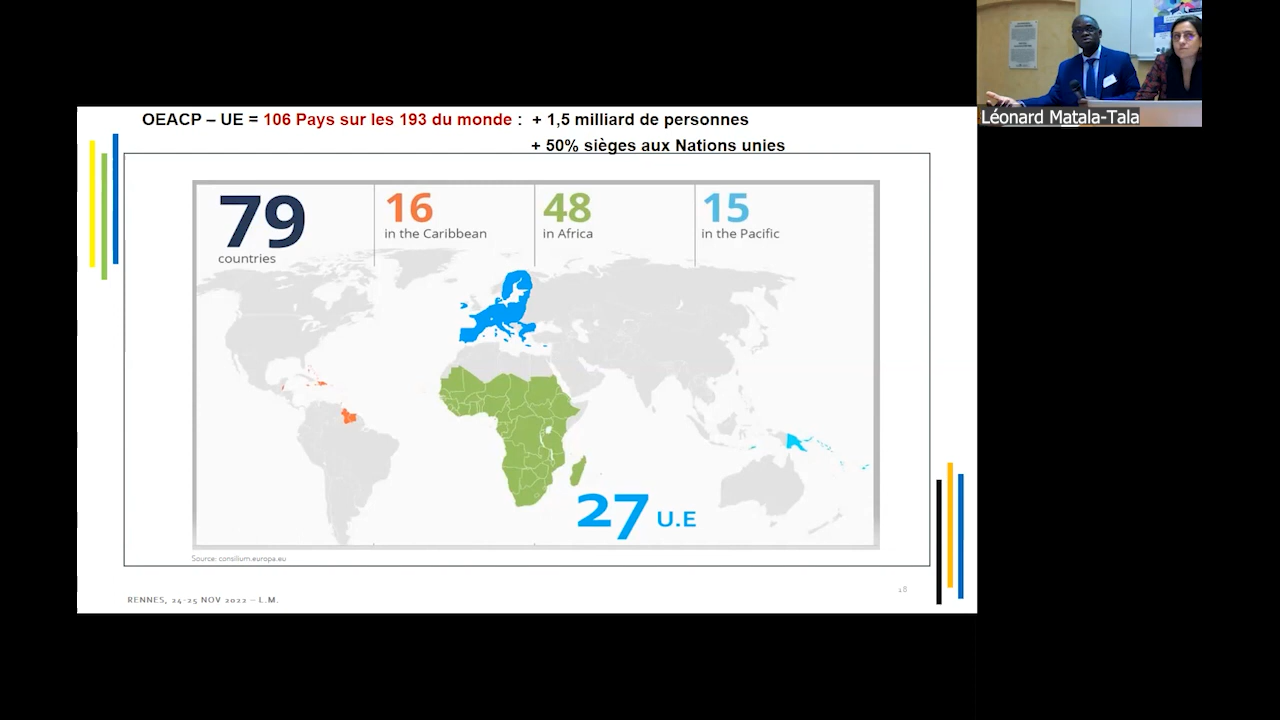 Léonard Matala-Tala
OEACP – UE = 106 Pays sur les 193 du monde : + 1,5 milliard de personnes
+ 50% sièges aux Nations unies
79
countries
16
in the Caribbean
48
in Africa
15
in the Pacific
27 U.E
Source: consilium.europa.eu
RENNES, 24-25 NOV 2022 – L.M.
18